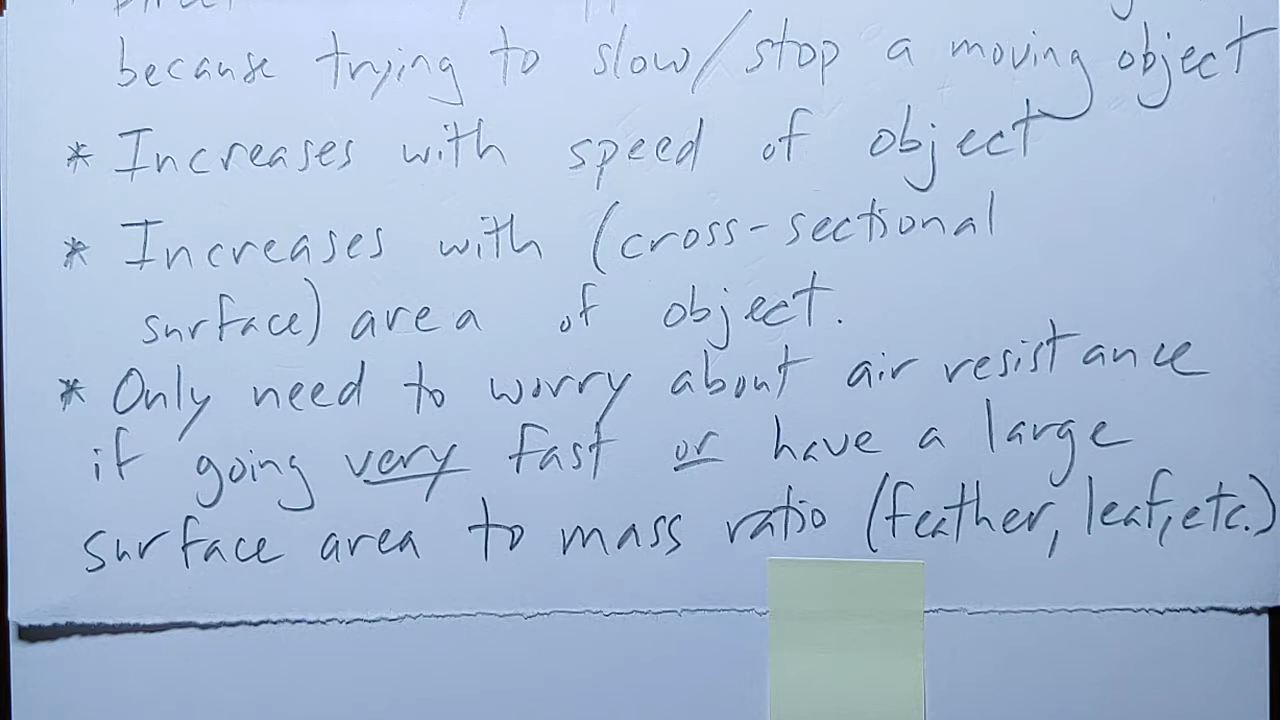 because trying to slow/stop a moving object
* Increases with speed of object
* Increases with (cross-sectional
surface) area of object.
* Only need to worry about air resistance
if going very fast or have a large
surface area to mass ratio (feather, leaf, etc.)